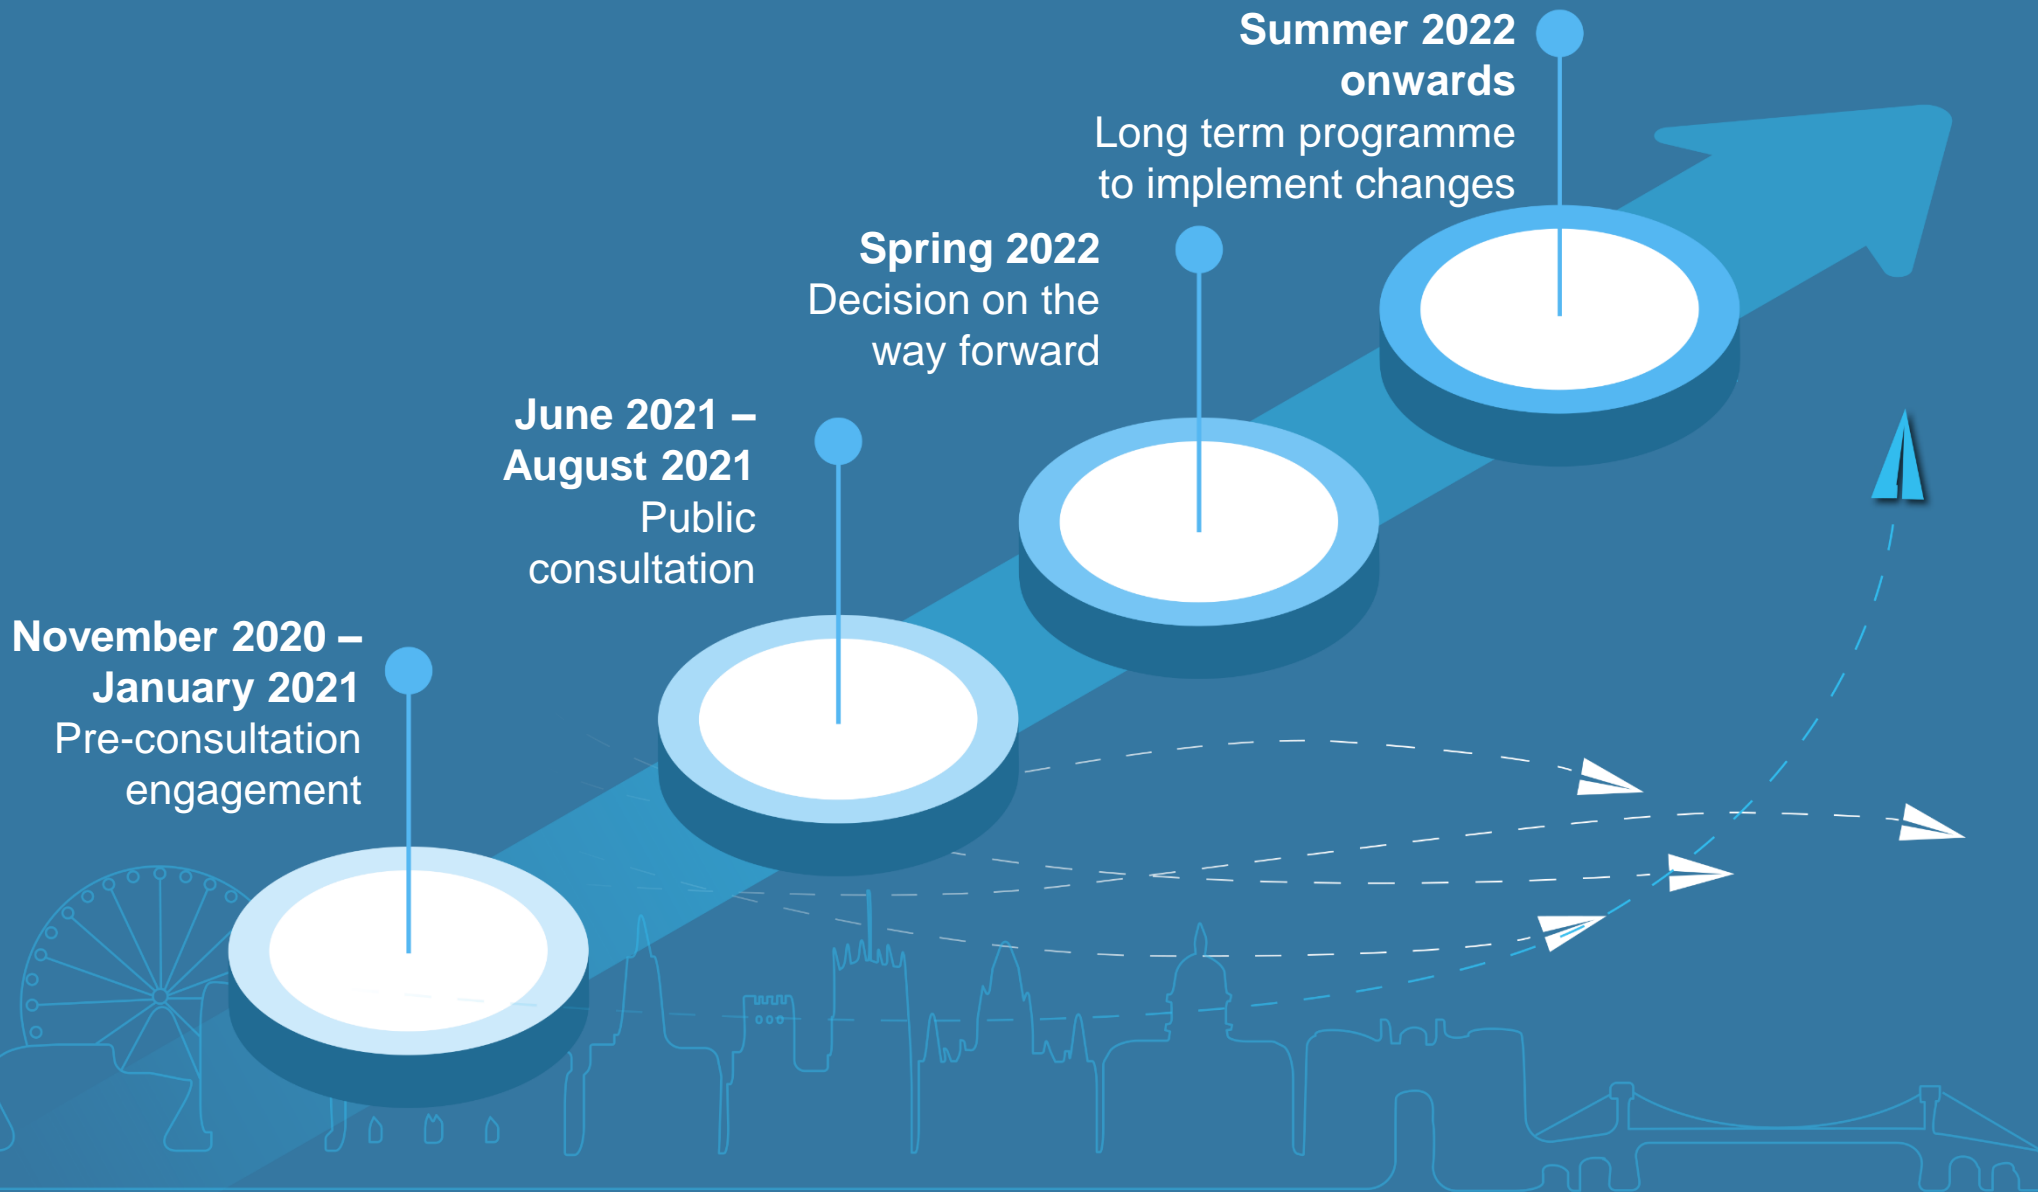 November 2020 –
January 2021
Pre-consultation
engagement
June 2021 –
August 2021
Public
consultation
Spring 2022
Decision on the
way forward
Summer 2022
onwards
Long term programme
to implement changes